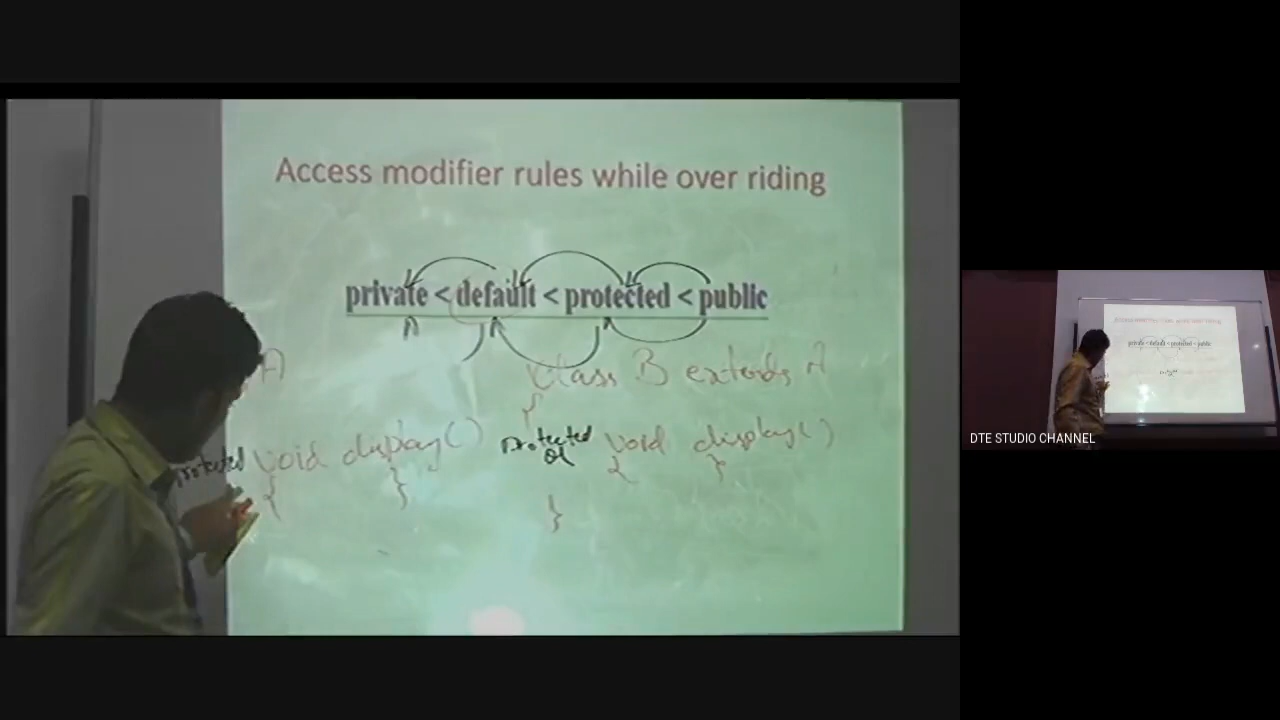 Access modifier rules while over riding
private < default < protected < public
A
class B extends A
{
protected void display()
{ }
protected
or void display()
{ }
}
DTE STUDIO CHANNEL